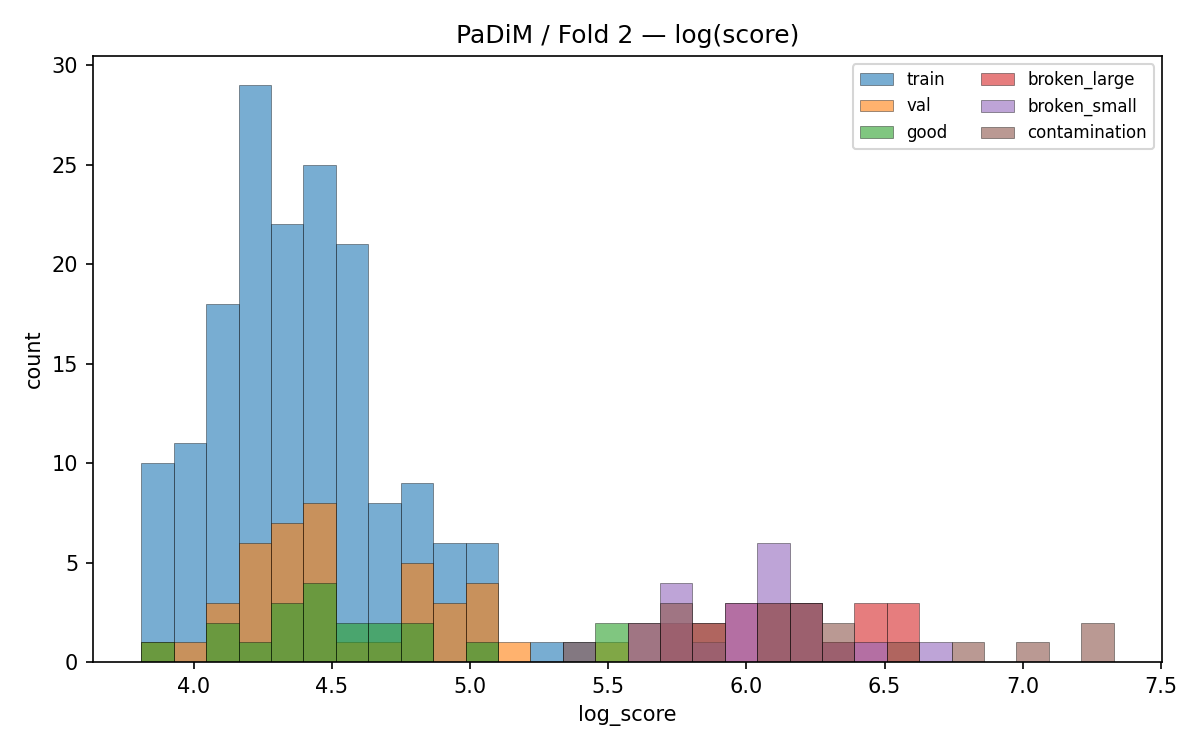 PaDiM / Fold 2 — log(score)
train
val
good
broken_large
broken_small
contamination
30
25
20
15
10
5
0
count
4.0 4.5 5.0 5.5 6.0 6.5 7.0 7.5
log_score